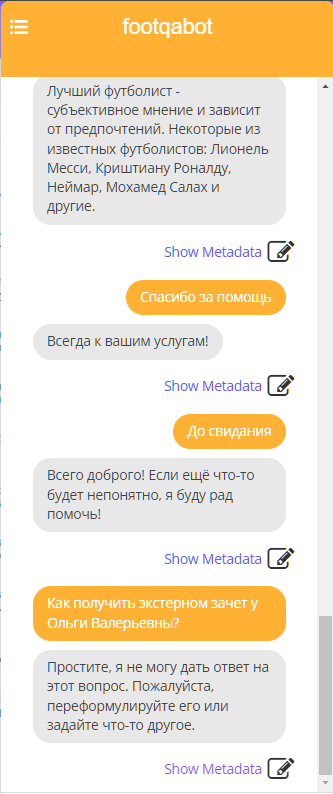 footqabot
Лучший футболист -
субъективное мнение и зависит
от предпочтений. Некоторые из
известных футболистов: Лионель
Месси, Криштиану Роналду,
Неймар, Мохамед Салах и
другие.
Show Metadata
Спасибо за помощь
Всегда к вашим услугам!
Show Metadata
До свидания
Всего доброго! Если ещё что-то
будет непонятно, я буду рад
помочь!
Show Metadata
Как получить экстерном зачет у
Ольги Валерьевны?
Простите, я не могу дать ответ на
этот вопрос. Пожалуйста,
переформулируйте его или
задайте что-то другое.
Show Metadata